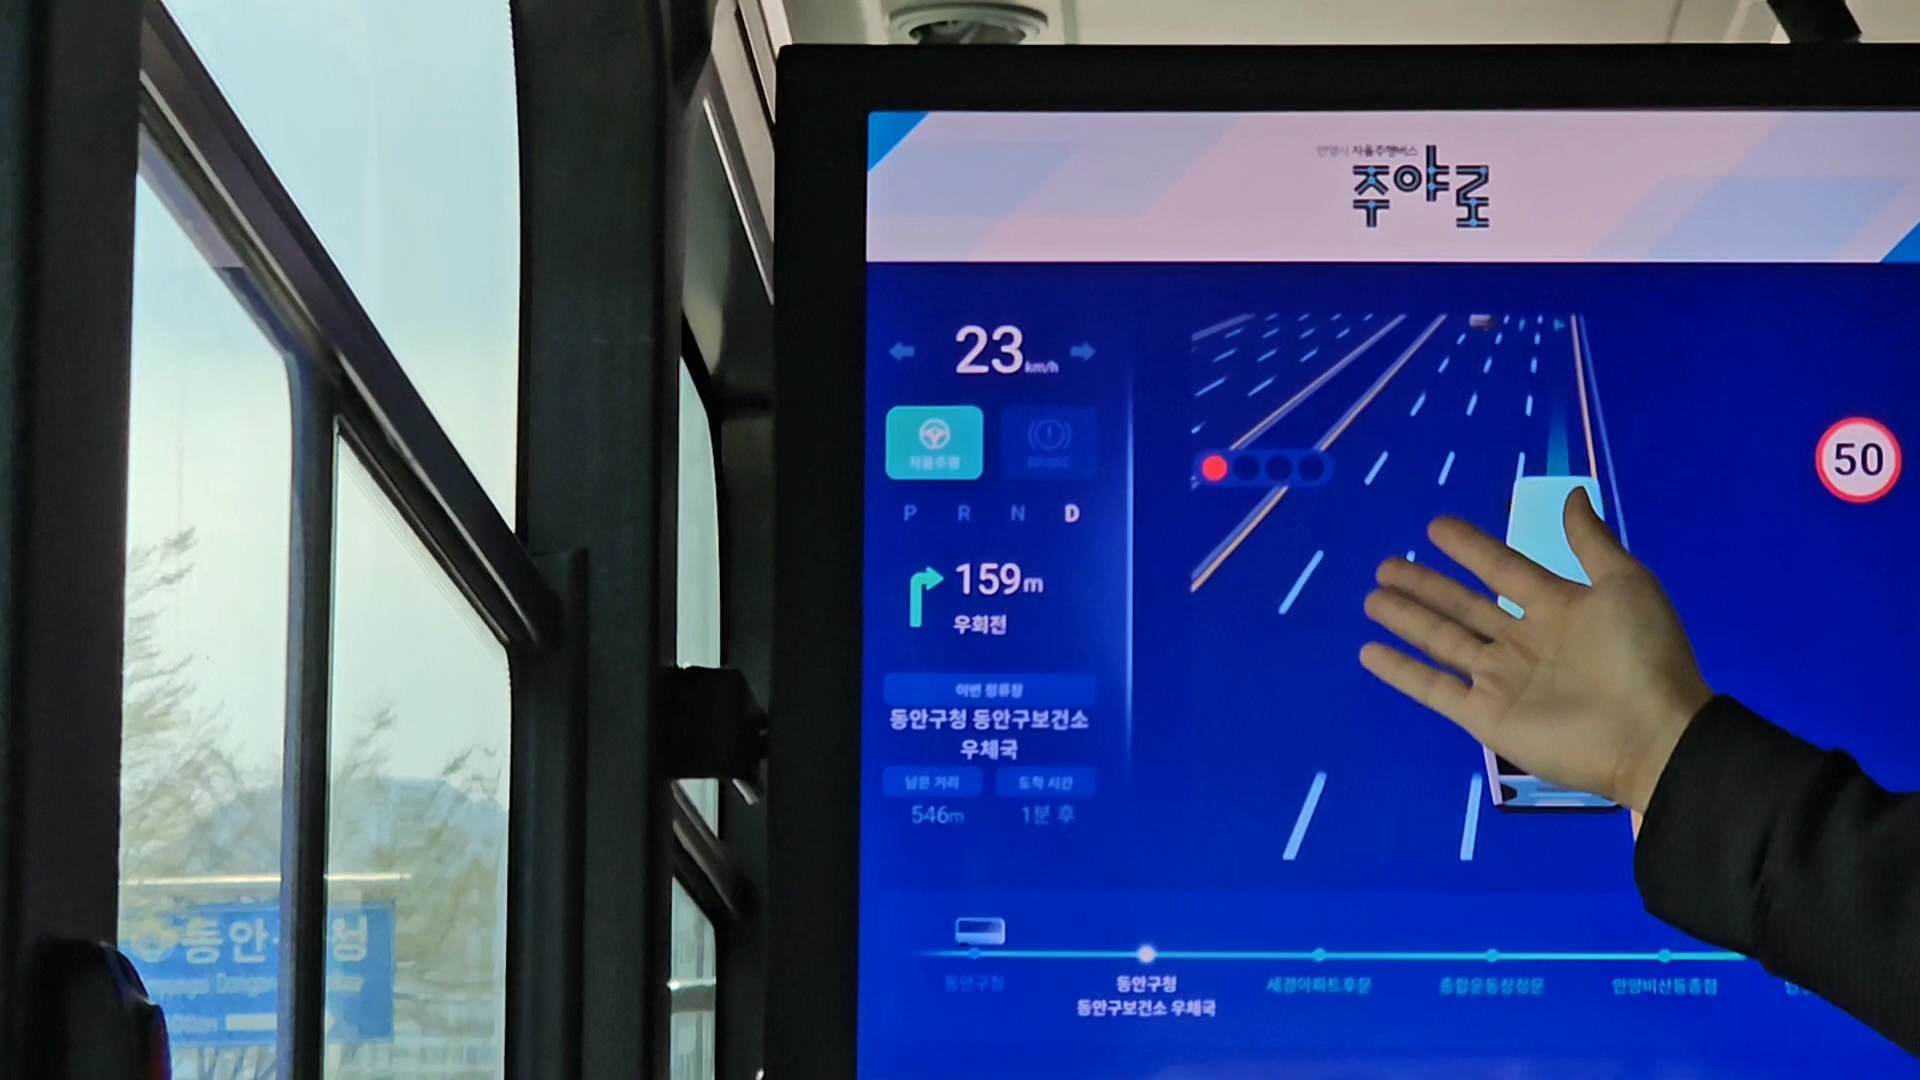 안양시 자율주행버스
주야로
23 km/h
자율주행
BRAKE
P R N D
159m
우회전
50
이번 정류장
동안구청 동안구보건소
우체국
남은 거리
도착 시간
546m
1분 후
동안구청
동안구청
동안구보건소 우체국
세경아파트후문
종합운동장정문
안양비산동종점
동안 청